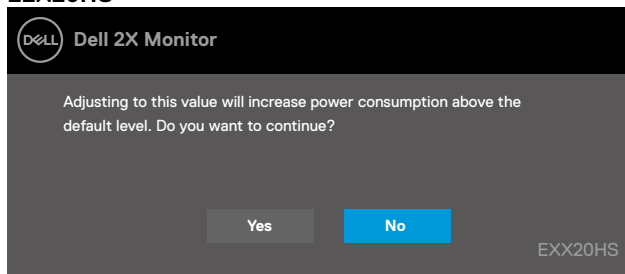 DELL Dell 2X Monitor
Adjusting to this value will increase power consumption above the
default level. Do you want to continue?
Yes No
EXX20HS